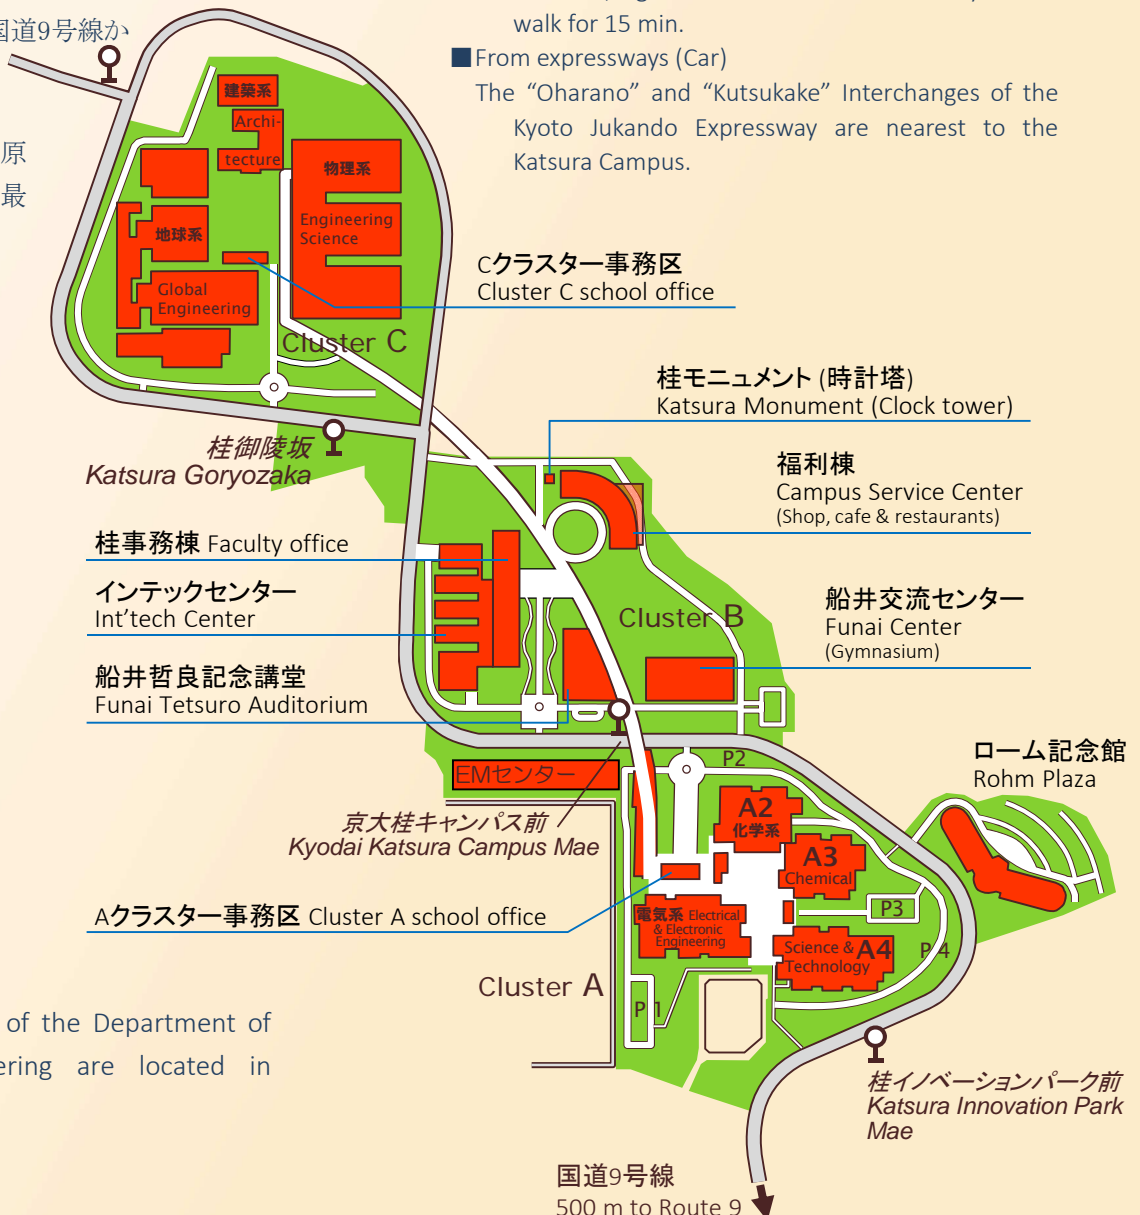 国道9号線か
walk for 15 min.
■From expressways (Car)
The “Oharano” and “Kutsukake” Interchanges of the
Kyoto Jukando Expressway are nearest to the
Katsura Campus.
原
最
建築系
Archi-
tecture
物理系
Engineering
Science
地球系
Global
Engineering
Cクラスター事務区
Cluster C school office
Cluster C
桂モニュメント (時計塔)
Katsura Monument (Clock tower)
桂御陵坂
Katsura Goryozaka
福利棟
Campus Service Center
(Shop, cafe & restaurants)
桂事務棟 Faculty office
インテックセンター
Int’tech Center
船井哲良記念講堂
Funai Tetsuro Auditorium
Cluster B
船井交流センター
Funai Center
(Gymnasium)
EMセンター
P2
ローム記念館
Rohm Plaza
京大桂キャンパス前
Kyodai Katsura Campus Mae
A2
化学系
A3
Chemical
P3
Aクラスター事務区 Cluster A school office
電気系 Electrical
& Electronic
Engineering
Science & A4
Technology
P4
Cluster A
P1
of the Department of
ering are located in
桂イノベーションパーク前
Katsura Innovation Park
Mae
国道9号線
500 m to Route 9